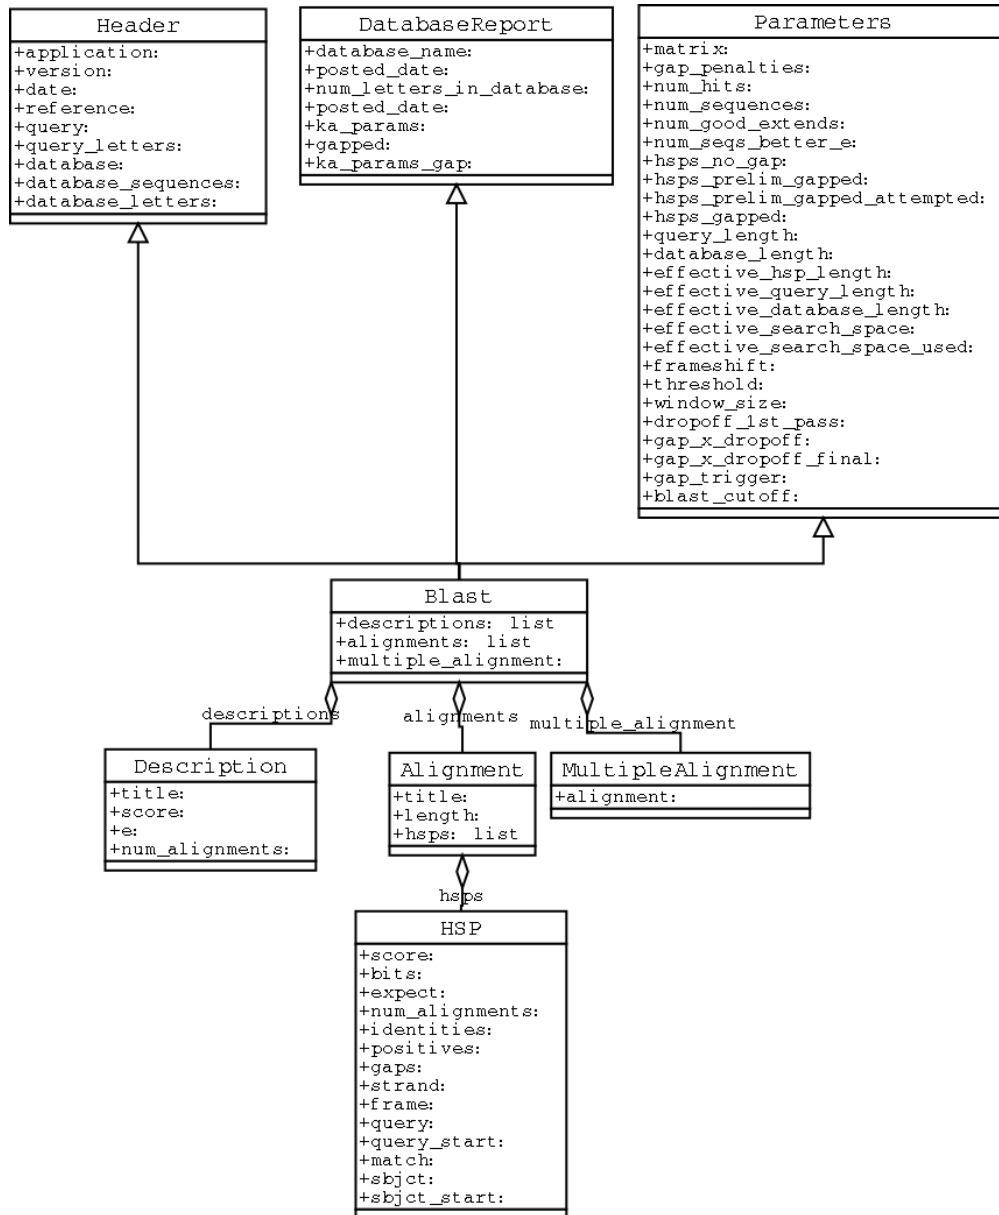 Header
+application:
+version:
+date:
+reference:
+query:
+query_letters:
+database:
+database_sequences:
+database_letters:
DatabaseReport
+database_name:
+posted_date:
+num_letters_in_database:
+posted_date:
+ka_params:
+gapped:
+ka_params_gap:
Parameters
+matrix:
+gap_penalties:
+num_hits:
+num_sequences:
+num_good_extends:
+num_seqs_better_e:
+hsps_no_gap:
+hsps_prelim_gapped:
+hsps_prelim_gapped_attempted:
+hsps_gapped:
+query_length:
+database_length:
+effective_hsp_length:
+effective_query_length:
+effective_database_length:
+effective_search_space:
+effective_search_space_used:
+frameshift:
+threshold:
+window_size:
+dropoff_1st_pass:
+gap_x_dropoff:
+gap_x_dropoff_final:
+gap_trigger:
+blast_cutoff:
Blast
+descriptions: list
+alignments: list
+multiple_alignment:
descriptions
alignments
multiple_alignment
Description
+title:
+score:
+e:
+num_alignments:
Alignment
+title:
+length:
+hsps: list
MultipleAlignment
+alignment:
hsps
HSP
+score:
+bits:
+expect:
+num_alignments:
+identities:
+positives:
+gaps:
+strand:
+frame:
+query:
+query_start:
+match:
+sbjct:
+sbjct_start: